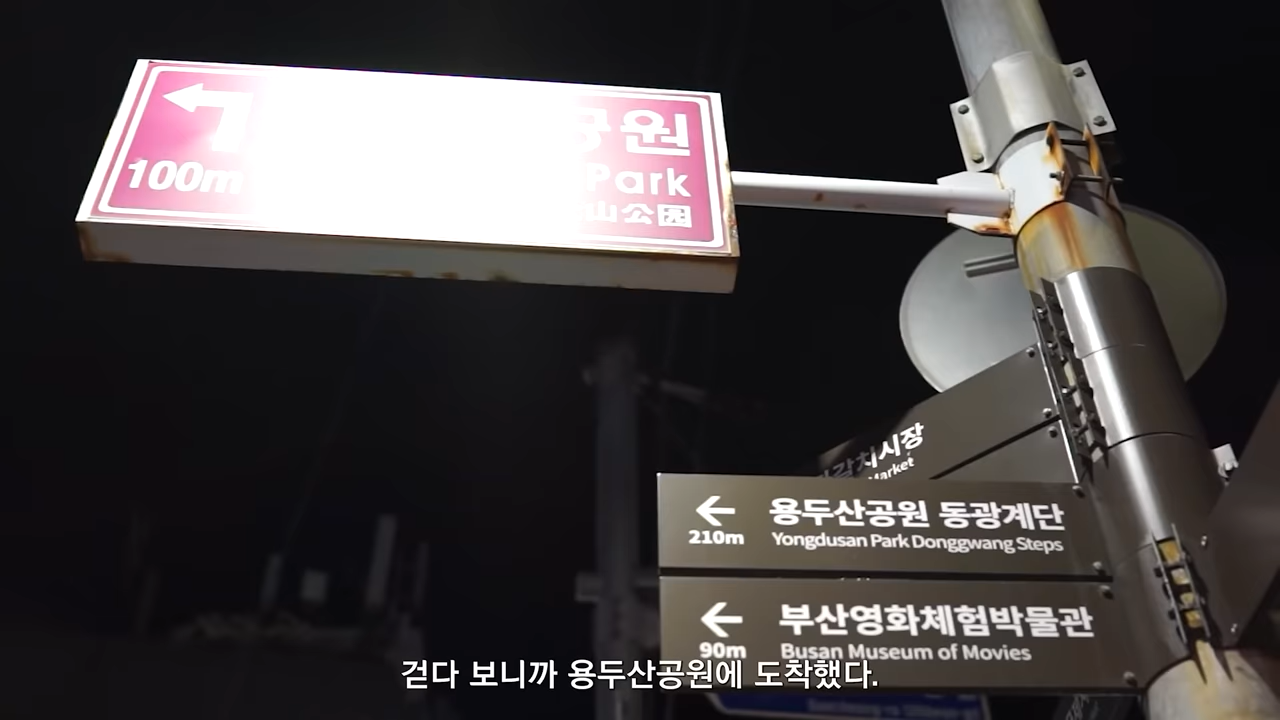 공원
100m
Park
山公园
시장
Market
용두산공원 동광계단
210m
Yongdusan Park Donggwang Steps
부산영화체험박물관
90m
Busan Museum of Movies
걷다 보니까 용두산공원에 도착했다.